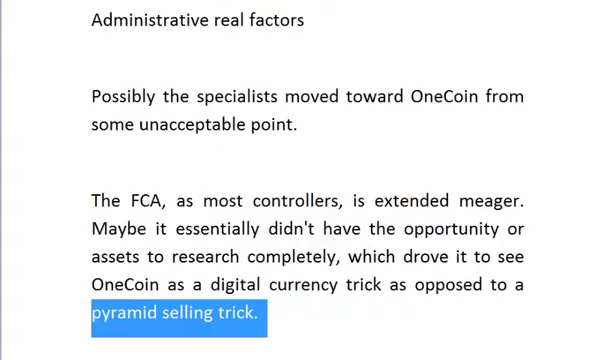 Administrative real factors
Possibly the specialists moved toward OneCoin from
some unacceptable point.
The FCA, as most controllers, is extended meager.
Maybe it essentially didn't have the opportunity or
assets to research completely, which drove it to see
OneCoin as a digital currency trick as opposed to a
pyramid selling trick.